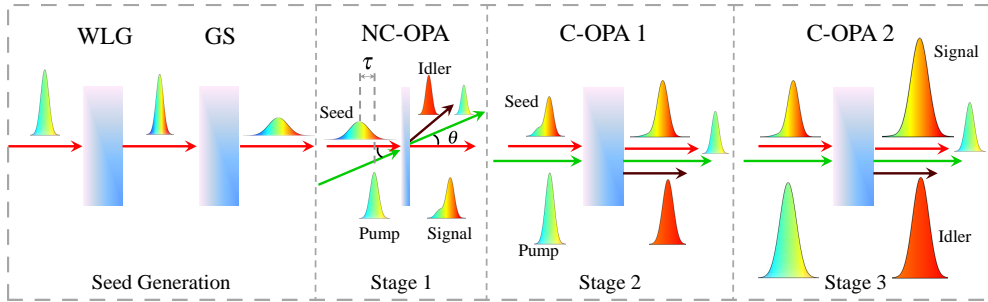 WLG
GS
Seed Generation
NC-OPA
τ
Idler
Seed
θ
Pump
Signal
Stage 1
C-OPA 1
Seed
Pump
Stage 2
C-OPA 2
Signal
Idler
Stage 3